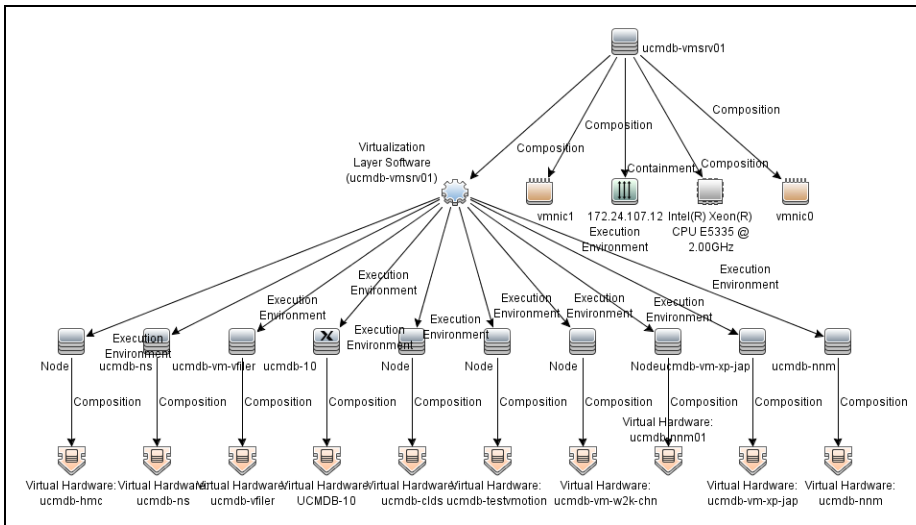 ucmdb-vmsrv01
Composition
Composition
Composition
Containment
Composition
Virtualization
Layer Software
(ucmdb-vmsrv01)
vmnic1
172.24.107.12
Intel(R) Xeon(R)
CPU E5335 @
2.00GHz
vmnic0
Execution
Environment
Execution
Environment
Execution
Environment
Execution
Environment
Execution
Environment
Execution
Environment
Execution
Environment
Execution
Environment
Execution
Environment
Execution
Environment
Node
ucmdb-ns
ucmdb-vm-vfiler
ucmdb-10
Node
Node
Node
Node
ucmdb-vm-xp-jap
ucmdb-nnm
Composition
Composition
Composition
Composition
Composition
Composition
Composition
Composition
Composition
Composition
Virtual Hardware:
ucmdb-nnm01
Virtual Hardware:
ucmdb-hmc
Virtual Hardware:
ucmdb-ns
Virtual Hardware:
ucmdb-vfiler
Virtual Hardware:
UCMDB-10
Virtual Hardware:
ucmdb-clds
Virtual Hardware:
ucmdb-testvmotion
Virtual Hardware:
ucmdb-vm-w2k-chn
Virtual Hardware:
ucmdb-vm-xp-jap
Virtual Hardware:
ucmdb-nnm